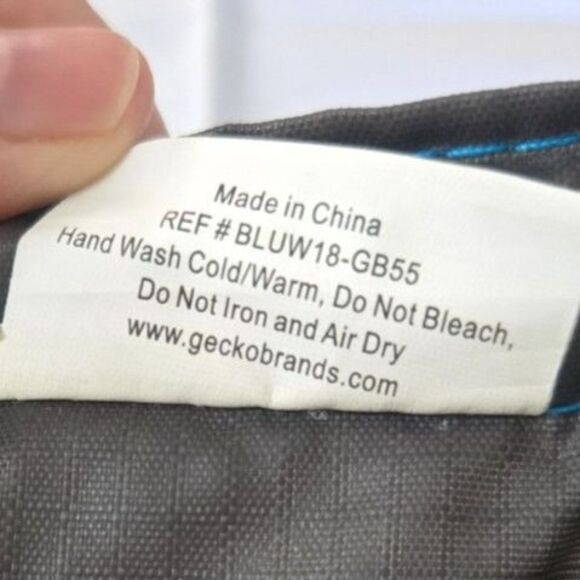 Made in China
REF # BLUW18-GB55
Hand Wash Cold/Warm, Do Not Bleach,
Do Not Iron and Air Dry
www.geckobrands.com